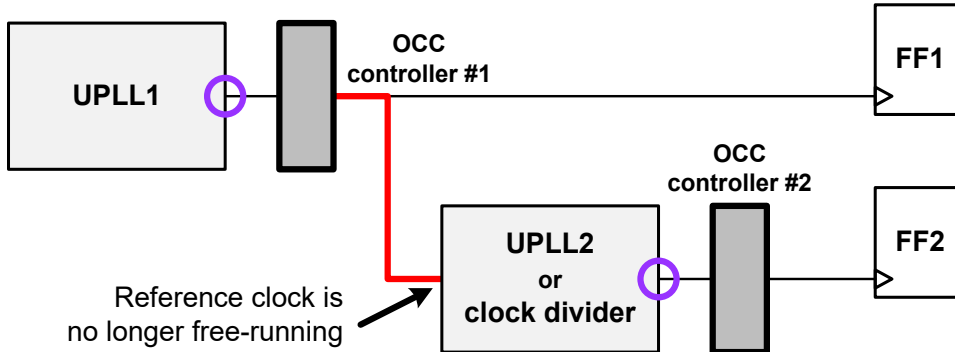 UPLL1
OCC
controller #1
FF1
OCC
controller #2
UPLL2
or
clock divider
FF2
Reference clock is
no longer free-running